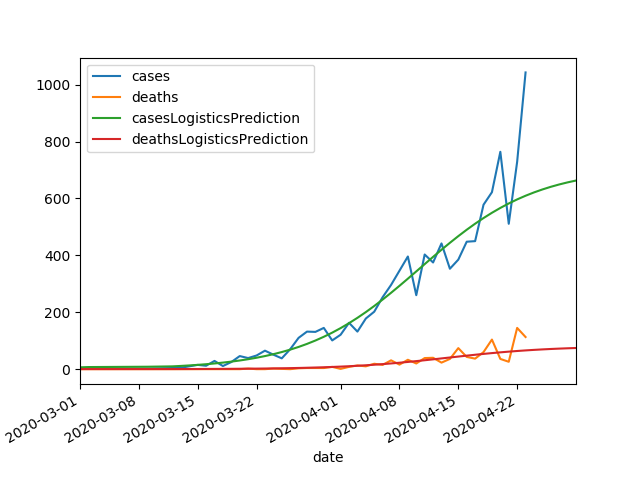 cases
deaths
casesLogisticsPrediction
deathsLogisticsPrediction
1000
800
600
400
200
0
2020-03-01
2020-03-08
2020-03-15
2020-03-22
2020-04-01
2020-04-08
2020-04-15
2020-04-22
date